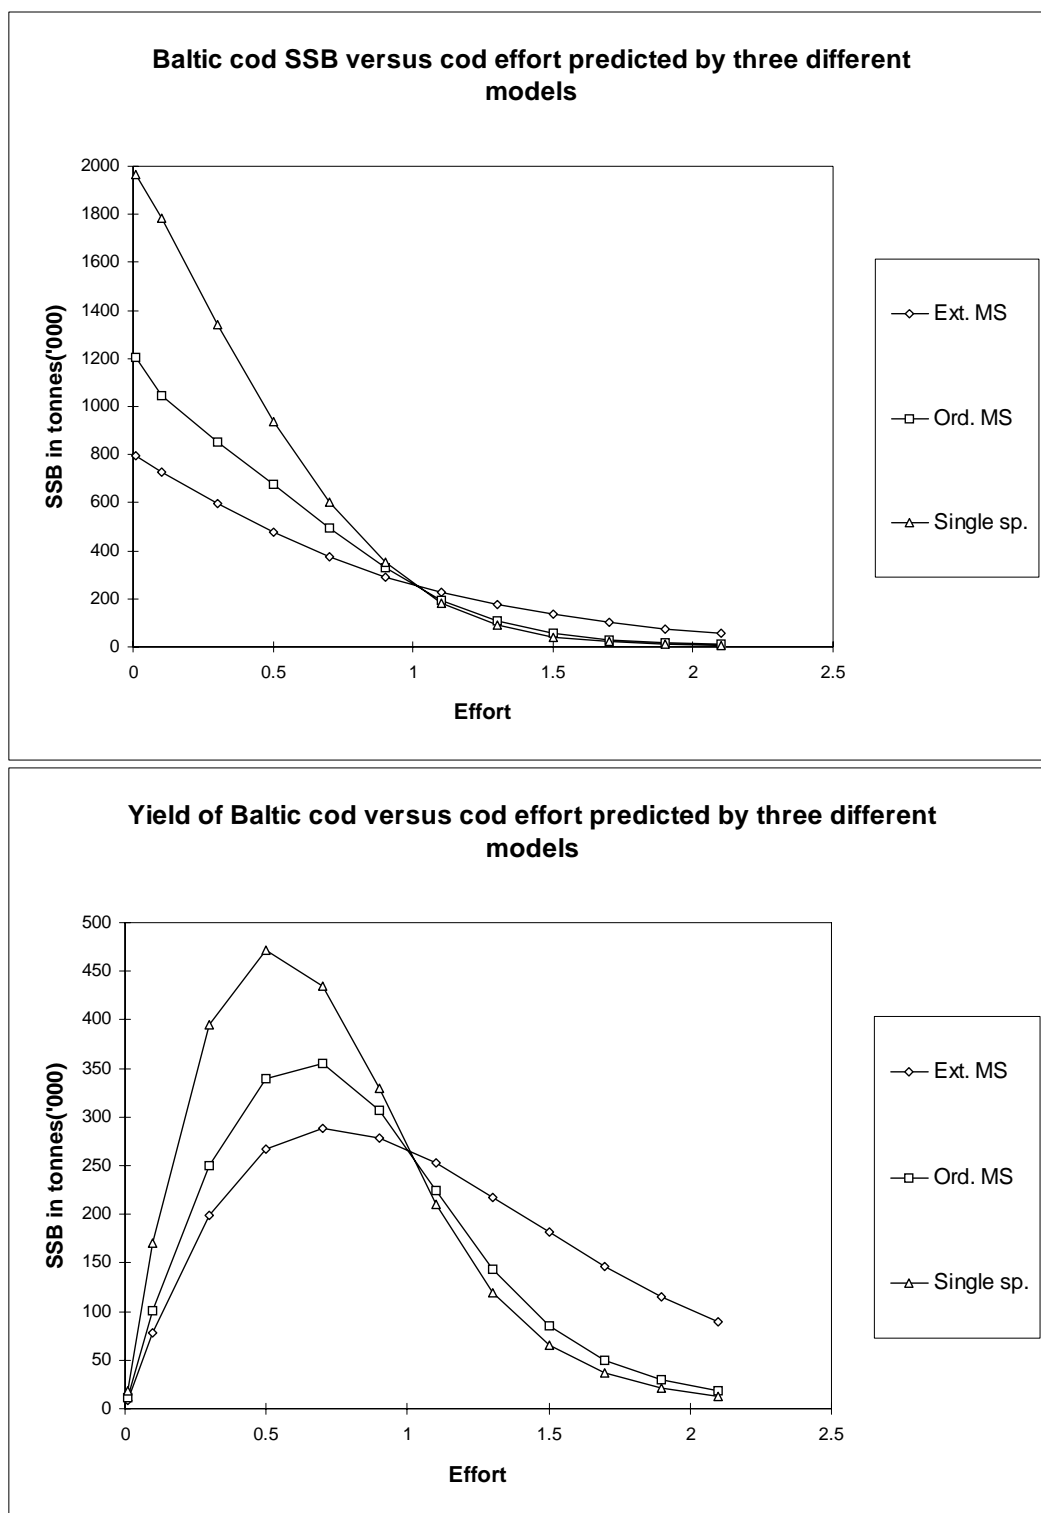 Baltic cod SSB versus cod effort predicted by three different
models
2000
1800
1600
1400
1200
1000
800
600
400
200
0
SSB in tonnes('000)
0
0.5
1
1.5
2
2.5
Effort
Ext. MS
Ord. MS
Single sp.
Yield of Baltic cod versus cod effort predicted by three different
models
500
450
400
350
300
250
200
150
100
50
0
SSB in tonnes('000)
0
0.5
1
1.5
2
2.5
Effort
Ext. MS
Ord. MS
Single sp.